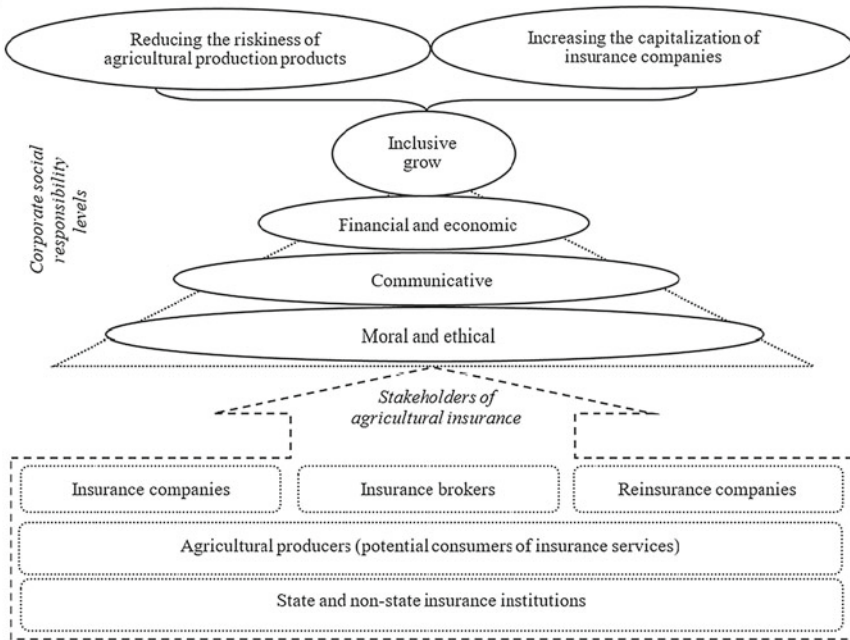 Reducing the riskiness of
agricultural production products
Increasing the capitalization of
insurance companies
Corporate social
responsibility
levels
Inclusive
grow
Financial and economic
Communicative
Moral and ethical
Stakeholders of
agricultural insurance
Insurance companies
Insurance brokers
Reinsurance companies
Agricultural producers (potential consumers of insurance services)
State and non-state insurance institutions